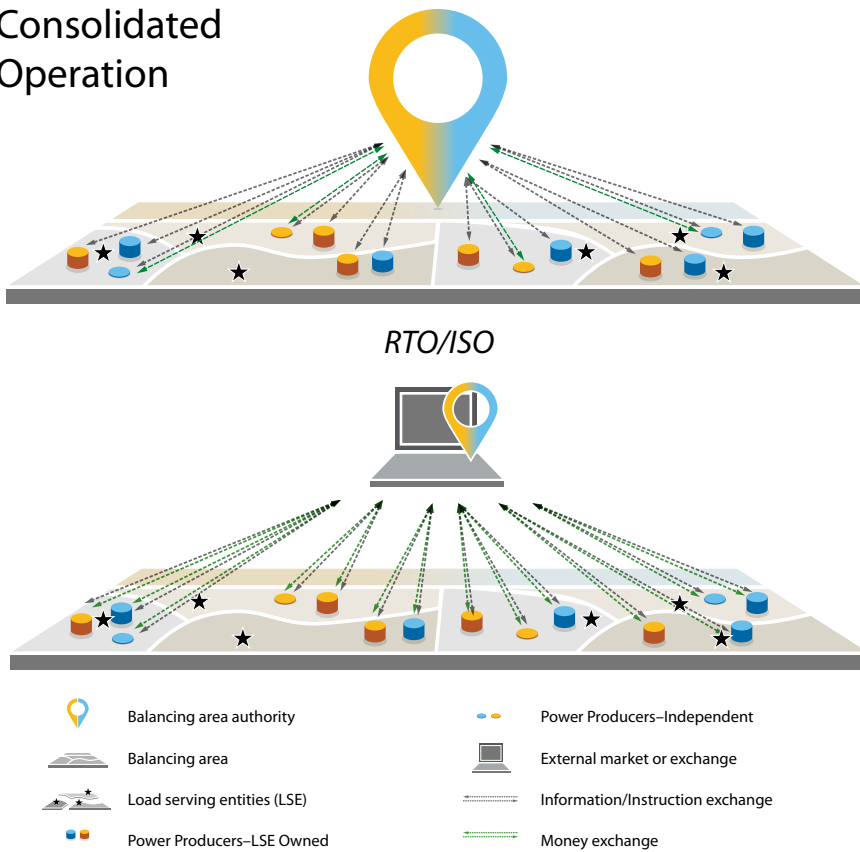 Consolidated
Operation
RTO/ISO
Balancing area authority
Power Producers–Independent
Balancing area
External market or exchange
Load serving entities (LSE)
Information/Instruction exchange
Power Producers–LSE Owned
Money exchange